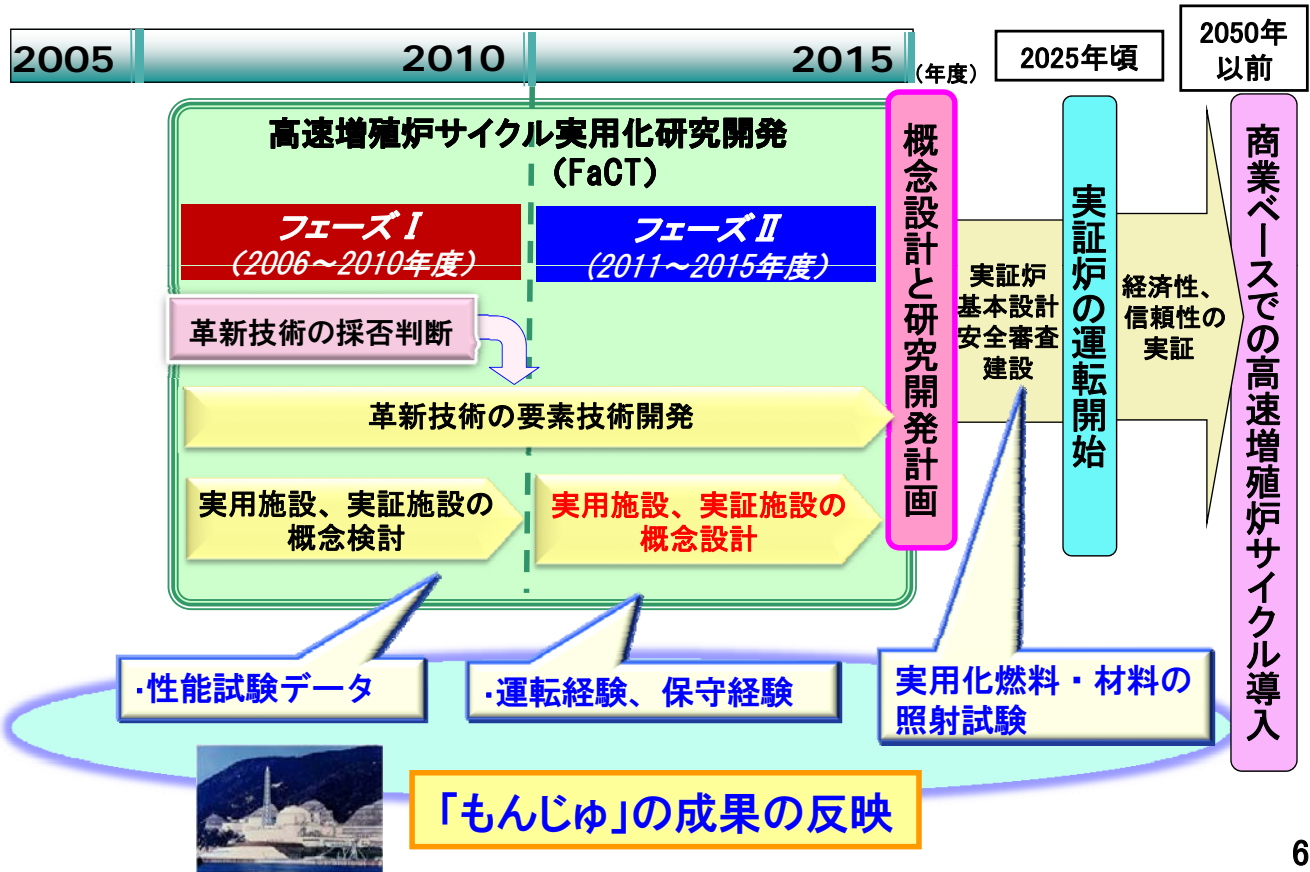 2005 2010 2015 (年度)
2025年頃
2050年
以前
高速増殖炉サイクル実用化研究開発
(FaCT)
フェーズⅠ
(2006～2010年度)
フェーズⅡ
(2011～2015年度)
革新技術の採否判断
革新技術の要素技術開発
実用施設、実証施設の
概念検討
実用施設、実証施設の
概念設計
概念設計と研究開発計画
実証炉
基本設計
安全審査
建設
実証炉の運転開始
経済性、
信頼性の
実証
商業ベースでの高速増殖炉サイクル導入
・性能試験データ
・運転経験、保守経験
実用化燃料・材料の
照射試験
「もんじゅ」の成果の反映
6